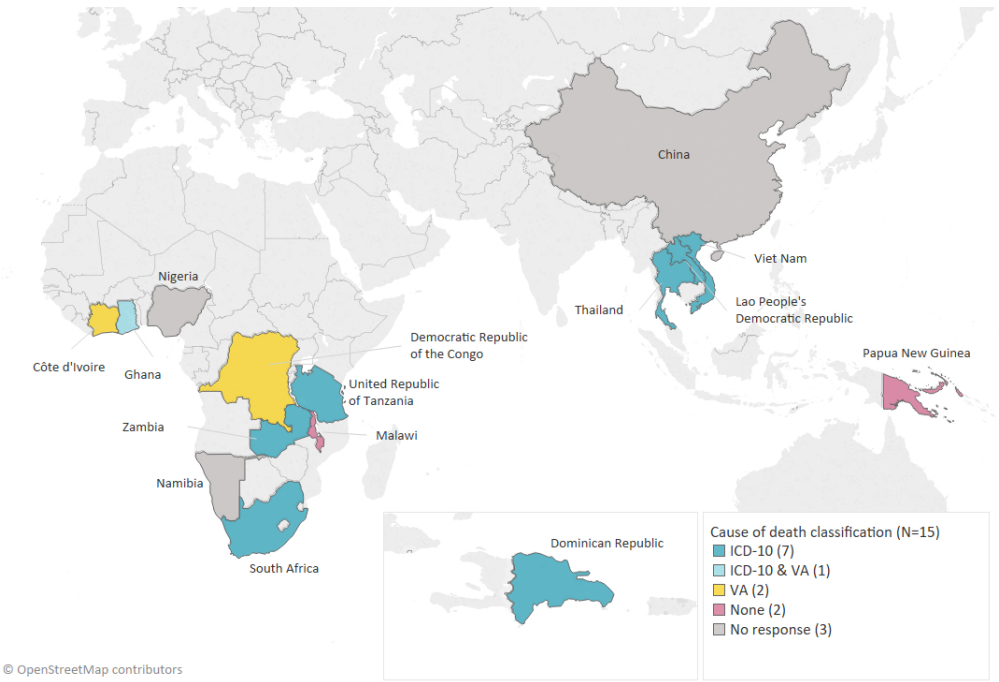 China
Viet Nam
Nigeria
Thailand
Lao People's
Democratic Republic
Democratic Republic
of the Congo
Papua New Guinea
Côte d'Ivoire
Ghana
United Republic
of Tanzania
Zambia
Malawi
Namibia
South Africa
Dominican Republic
Cause of death classification (N=15)
ICD-10 (7)
ICD-10 & VA (1)
VA (2)
None (2)
No response (3)
© OpenStreetMap contributors